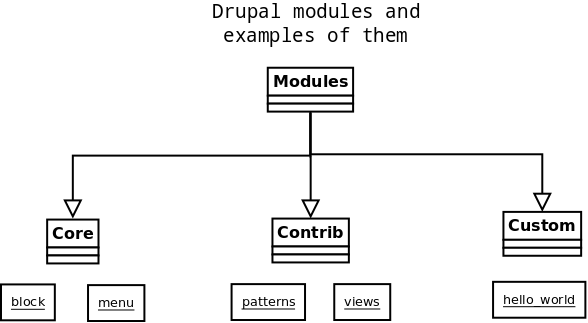 Drupal modules and
examples of them
Modules
Core
Contrib
Custom
block
menu
patterns
views
hello_world